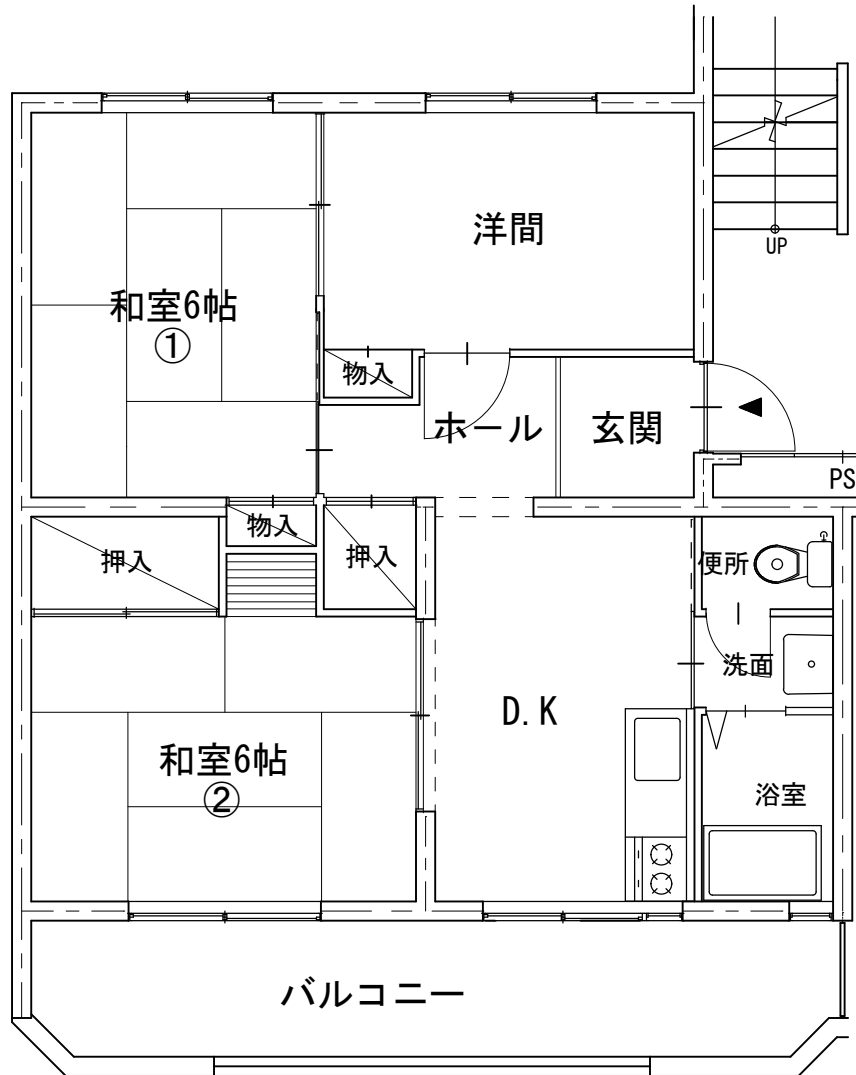 洋間
UP
和室6帖
①
物入
ホール
玄関
PS
物入
押入
押入
便所
洗面
D.K
和室6帖
②
浴室
バルコニー